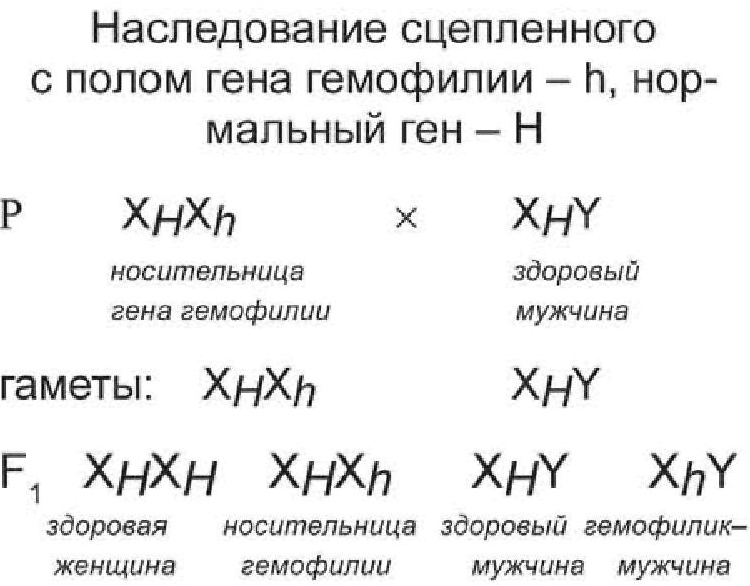 Наследование сцепленного
с полом гена гемофилии – h, нор-
мальный ген – H
P XHXh × XHY
носительница здоровый
гена гемофилии мужчина
гаметы: XHXh XHY
F1 XHXH XHXh XHY XhY
здоровая носительница здоровый гемофилик–
женщина гемофилии мужчина мужчина